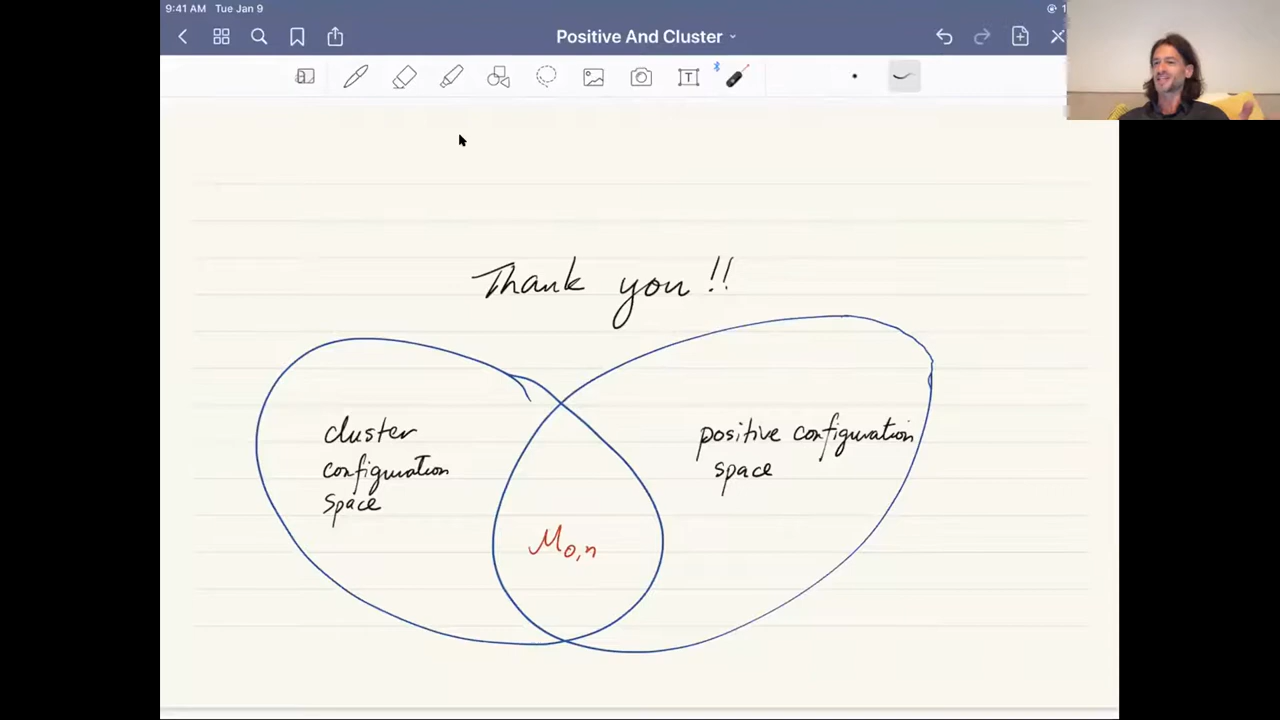 9:41 AM Tue Jan 9
Positive And Cluster
T
Thank you !!
cluster
configuration
space
positive configuration
space
M0,n